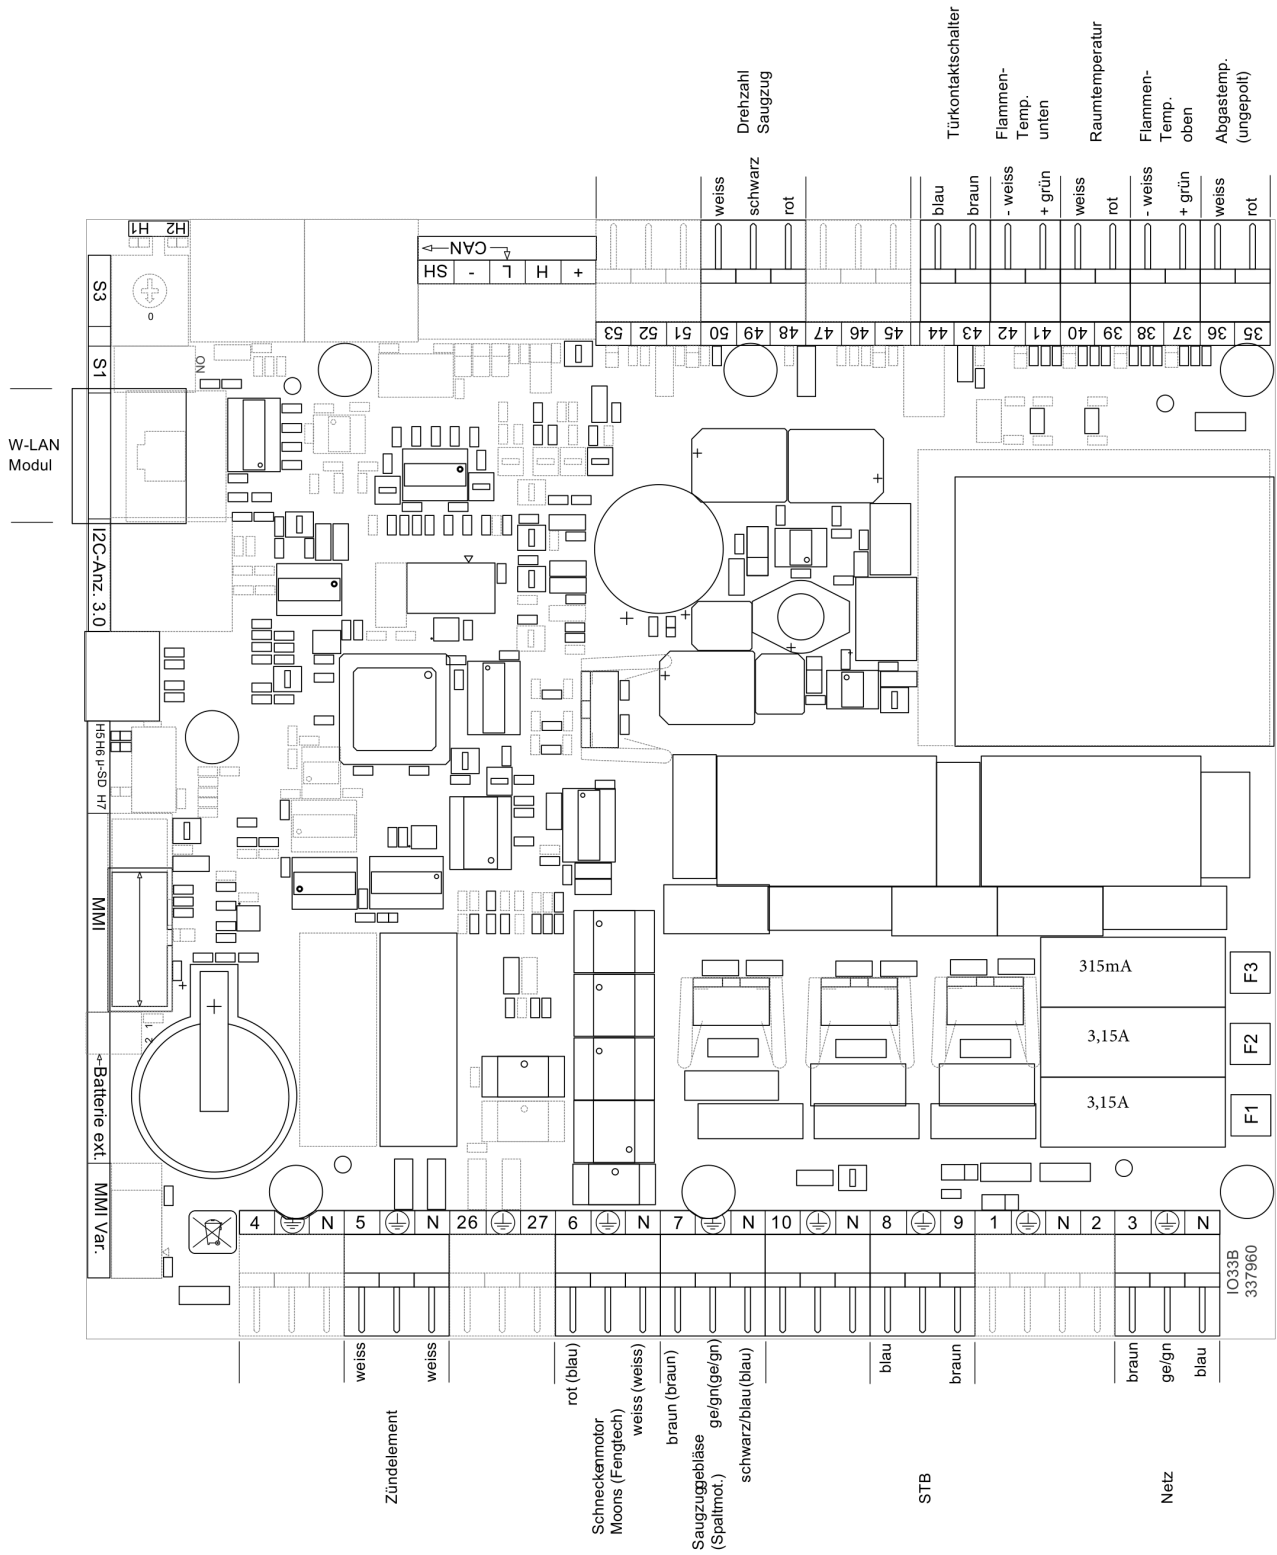 Drehzahl
Saugzug
Türkontaktschalter
Flammen-
Temp.
unten
Raumtemperatur
Flammen-
Temp.
oben
Abgastemp.
(ungepolt)
weiss
schwarz
rot
blau
braun
- weiss
+ grün
weiss
rot
- weiss
+ grün
weiss
rot
H1 H2
CAN
SH - L H +
53 52 51 50 49 48 47 46 45 44 43 42 41 40 39 38 37 36 35
S3
0
S1
ON
W-LAN
Modul
I2C-Anz. 3.0
H5 H6 µ-SD H7
MMI
2 1
Batterie ext.
MMI Var.
+
+
+
+
+
+
+
+
315mA
F3
3,15A
F2
3,15A
F1
4 N 5 N 26 27 6 N 7 N 10 N 8 9 1 N 2 3 N
IO33B
337960
weiss
weiss
rot (blau)
weiss (weiss)
braun (braun)
ge/gn(ge/gn)
schwarz/blau(blau)
blau
braun
braun
ge/gn
blau
Zündelement
Schneckenmotor
Moons (Fengtech)
Saugzuggebläse
(Spaltmot.)
STB
Netz